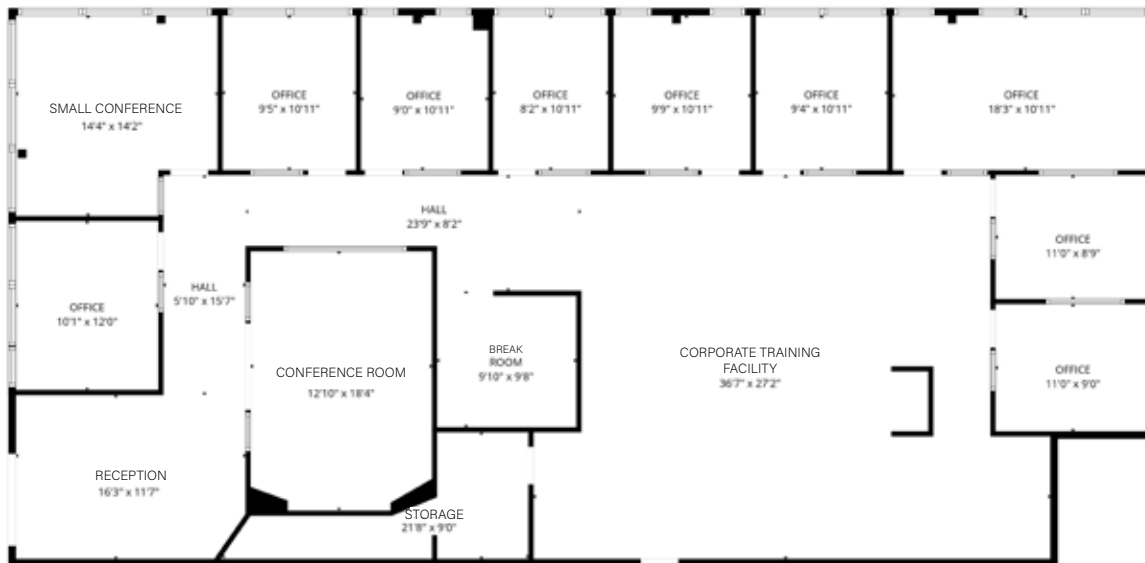 SMALL CONFERENCE
14'4" x 14'2"
OFFICE
9'5" x 10'11"
OFFICE
9'0" x 10'11"
OFFICE
8'2" x 10'11"
OFFICE
9'9" x 10'11"
OFFICE
9'4" x 10'11"
OFFICE
18'3" x 10'11"
HALL
23'9" x 8'2"
OFFICE
11'0" x 8'9"
HALL
5'10" x 15'7"
OFFICE
10'1" x 12'0"
CONFERENCE ROOM
12'10" x 18'4"
BREAK
ROOM
9'10" x 9'8"
CORPORATE TRAINING
FACILITY
36'7" x 27'2"
OFFICE
11'0" x 9'0"
RECEPTION
16'3" x 11'7"
STORAGE
21'8" x 9'0"